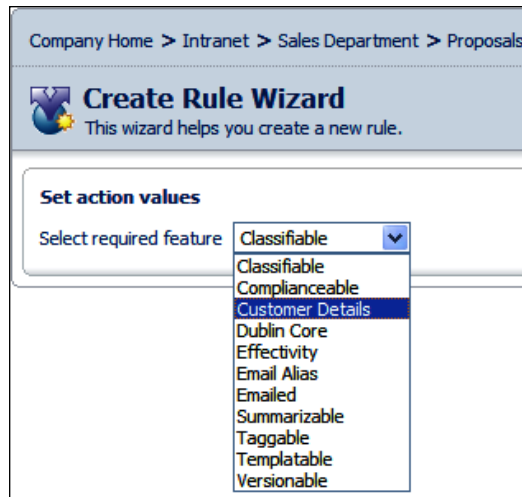 Company Home > Intranet > Sales Department > Proposals
Create Rule Wizard
This wizard helps you create a new rule.
Set action values
Select required feature Classifiable
Classifiable
Complianceable
Customer Details
Dublin Core
Effectivity
Email Alias
Emailed
Summarizable
Taggable
Templatable
Versionable